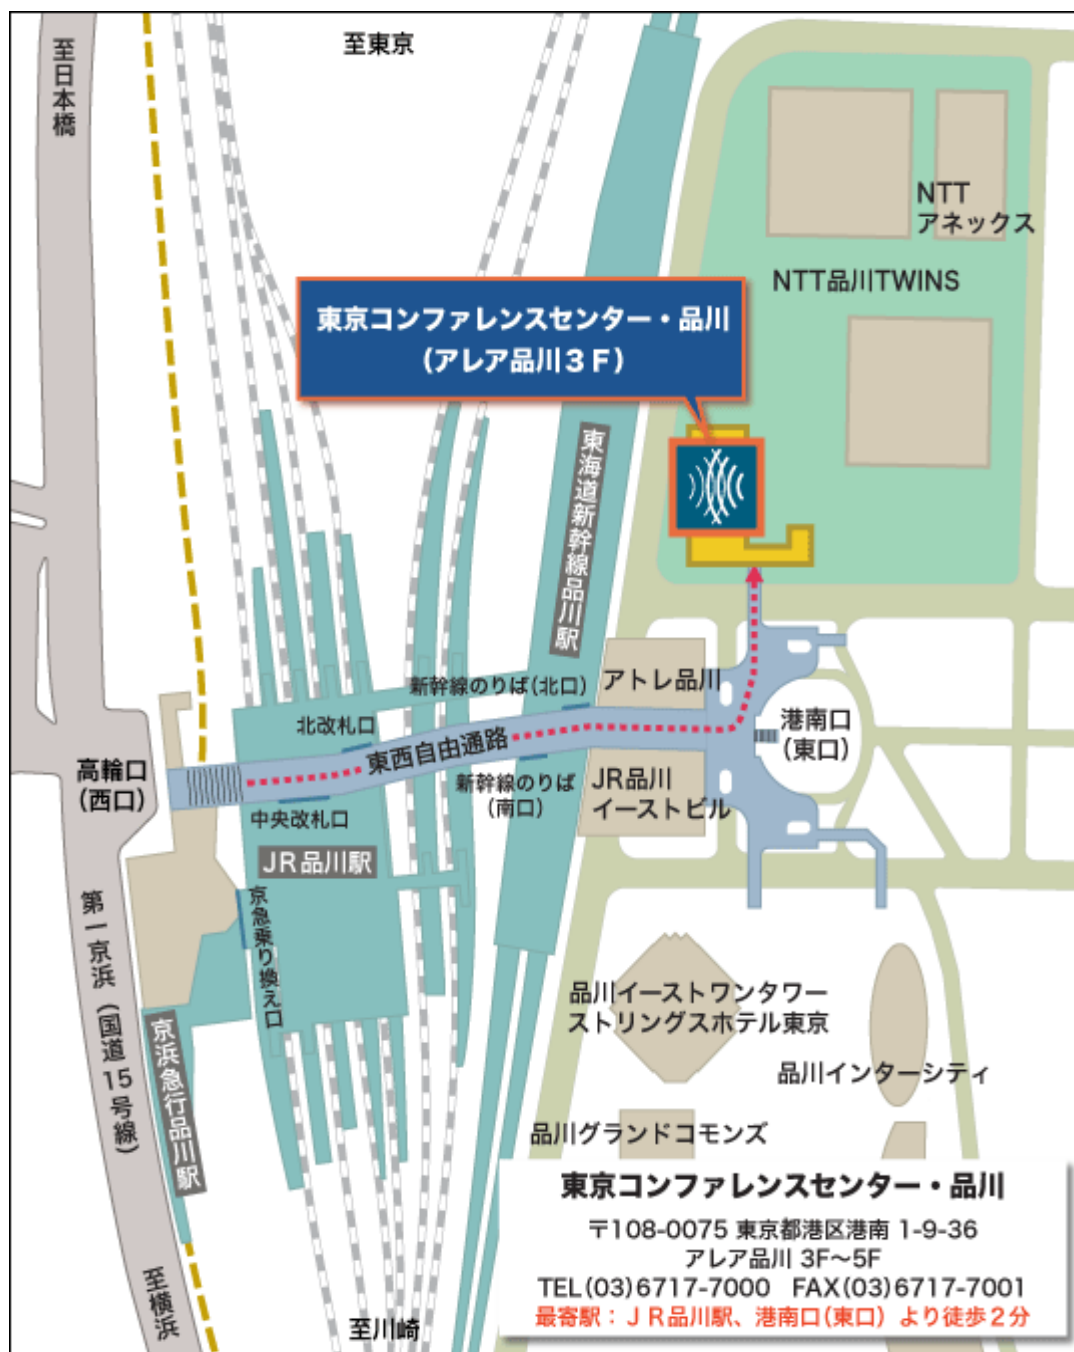 至東京
至日本橋
NTT
アネックス
NTT品川TWINS
東京コンファレンスセンター・品川
(アレア品川3F)
東海道新幹線品川駅
新幹線のりば(北口)
アトレ品川
北改札口
東西自由通路
港南口
(東口)
高輪口
(西口)
新幹線のりば
(南口)
JR品川
イーストビル
中央改札口
JR品川駅
京急乗り換え口
第一京浜(国道15号線)
京浜急行品川駅
品川イーストワンタワー
ストリングスホテル東京
品川インターシティ
品川グランドコモンズ
至横浜
至川崎
東京コンファレンスセンター・品川
〒108-0075 東京都港区港南 1-9-36
アレア品川 3F〜5F
TEL(03)6717-7000 FAX(03)6717-7001
最寄駅：JR品川駅、港南口(東口)より徒歩2分